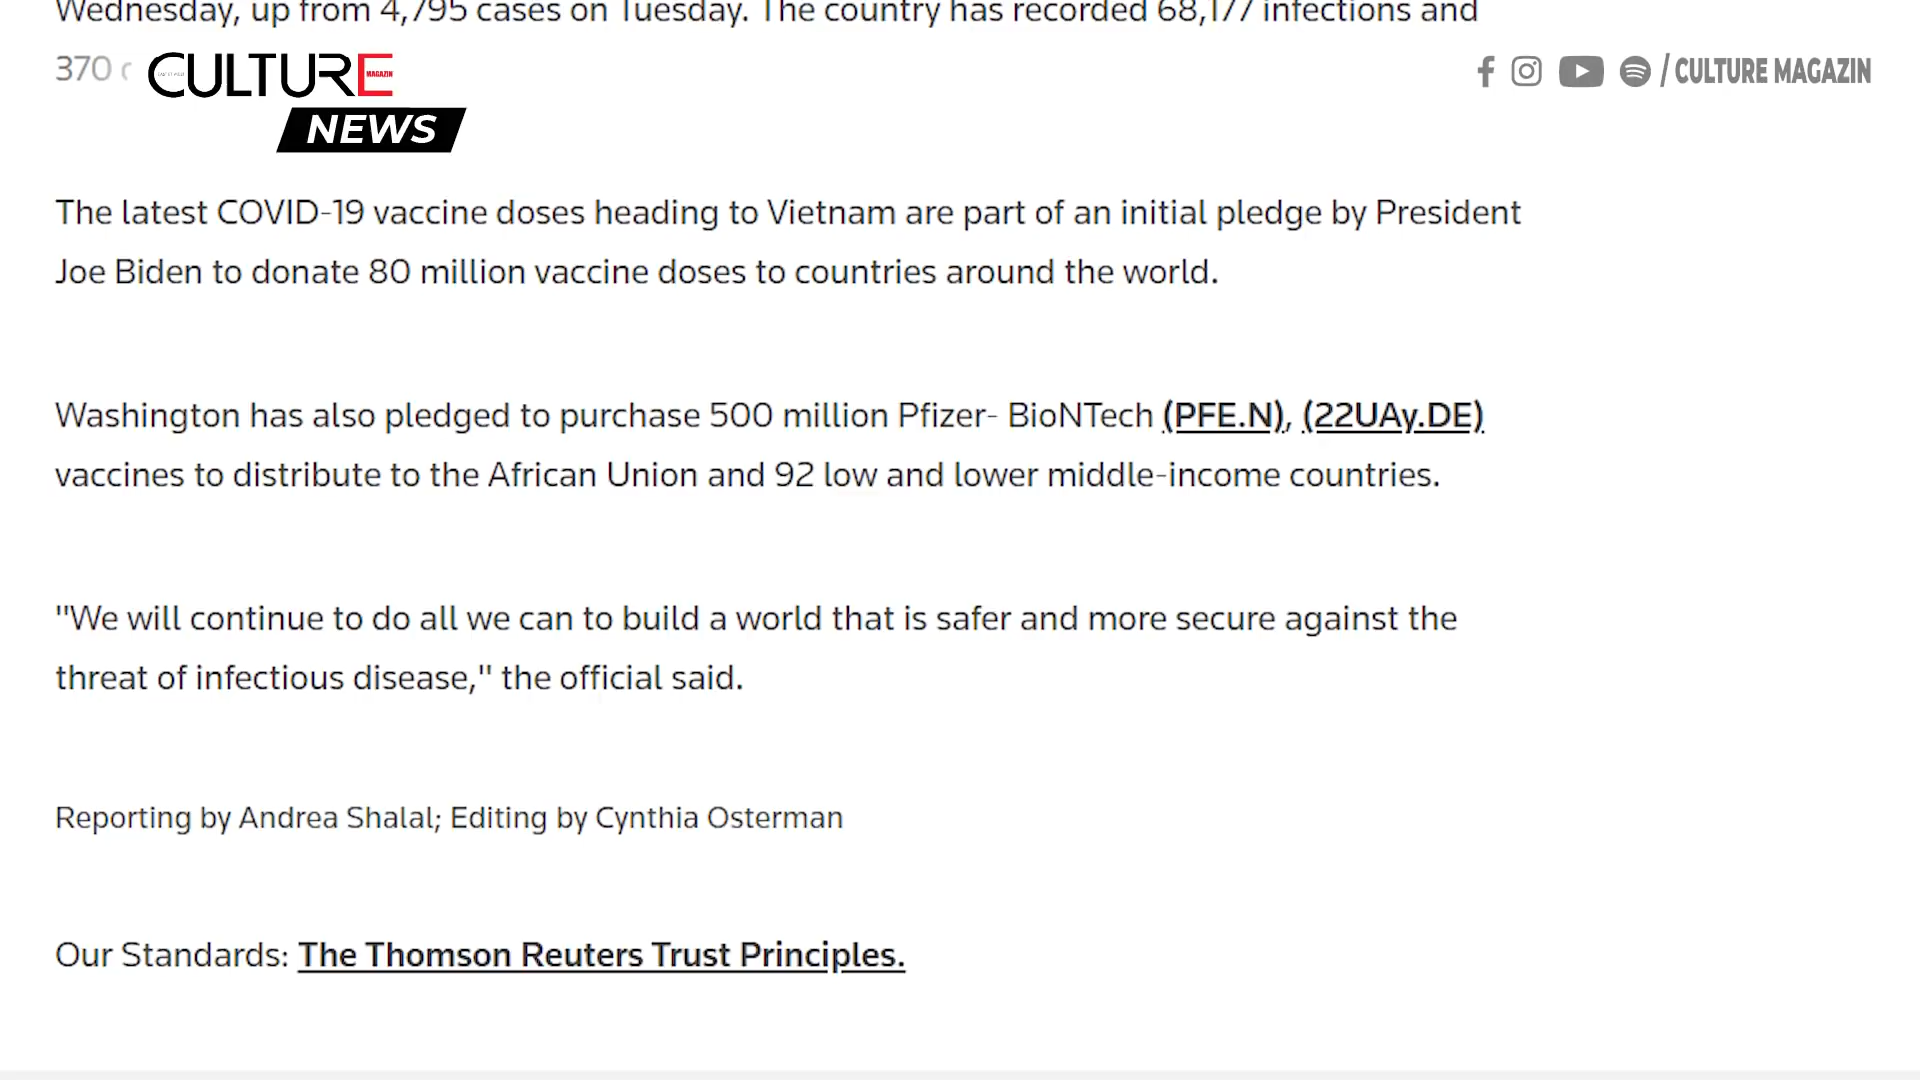 Wednesday, up from 4,795 cases on Tuesday. The country has recorded 68,177 infections and
370
CULTURE
MAGAZIN
NEWS
/ CULTURE MAGAZIN
The latest COVID-19 vaccine doses heading to Vietnam are part of an initial pledge by President
Joe Biden to donate 80 million vaccine doses to countries around the world.
Washington has also pledged to purchase 500 million Pfizer- BioNTech (PFE.N), (22UAy.DE)
vaccines to distribute to the African Union and 92 low and lower middle-income countries.
"We will continue to do all we can to build a world that is safer and more secure against the
threat of infectious disease," the official said.
Reporting by Andrea Shalal; Editing by Cynthia Osterman
Our Standards: The Thomson Reuters Trust Principles.